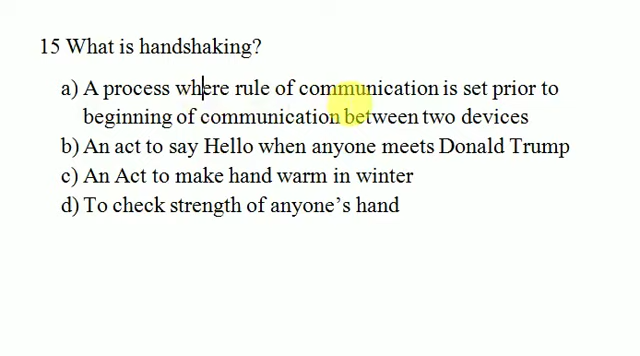 15 What is handshaking?
a) A process where rule of communication is set prior to
beginning of communication between two devices
b) An act to say Hello when anyone meets Donald Trump
c) An Act to make hand warm in winter
d) To check strength of anyone’s hand